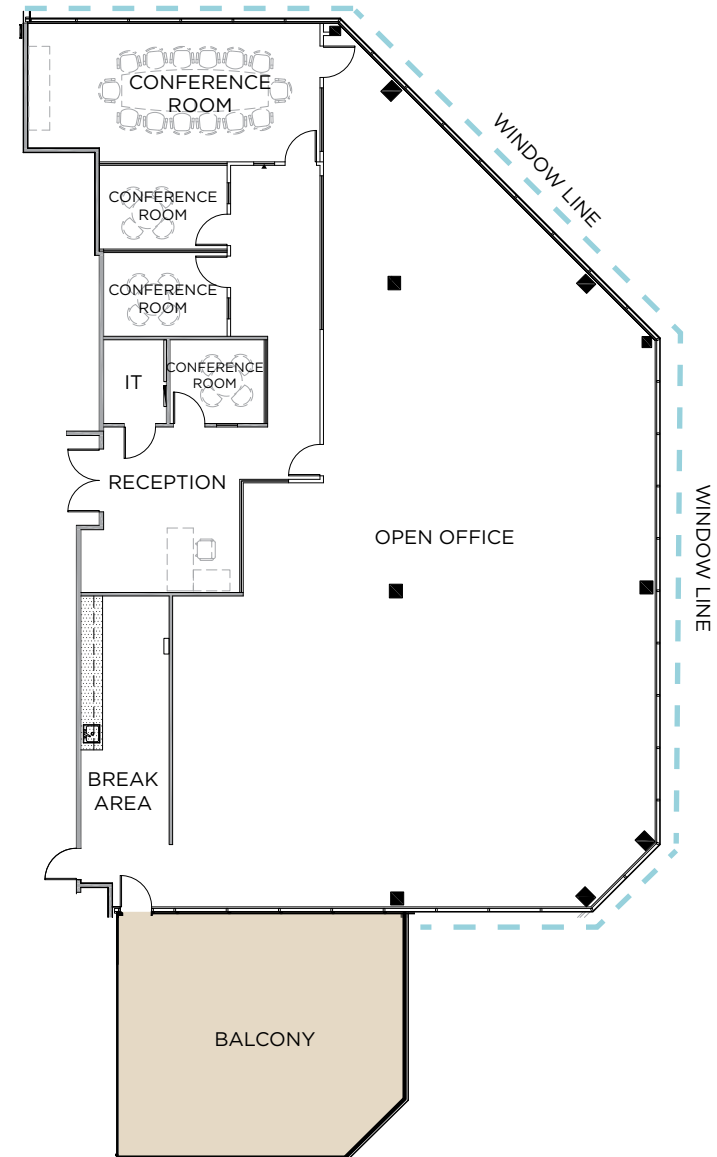 CONFERENCE
ROOM
WINDOW LINE
CONFERENCE
ROOM
CONFERENCE
ROOM
IT
CONFERENCE
ROOM
RECEPTION
OPEN OFFICE
WINDOW LINE
BREAK
AREA
BALCONY